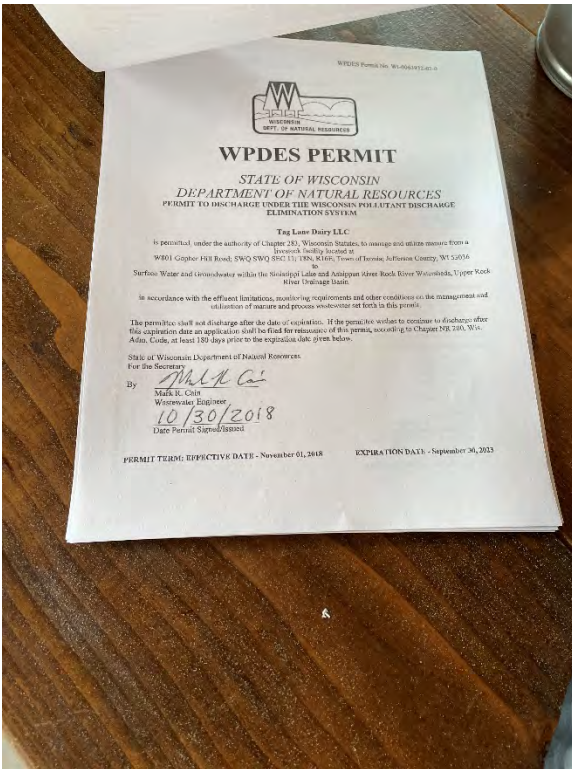 WPDES Permit No. WI-
WISCONSIN
DEPT. OF NATURAL RESOURCES
WPDES PERMIT
STATE OF WISCONSIN
DEPARTMENT OF NATURAL RESOURCES
PERMIT TO DISCHARGE UNDER THE WISCONSIN POLLUTANT DISCHARGE
ELIMINATION SYSTEM
Tag Lane Dairy LLC
is permitted, under the authority of Chapter 283, Wisconsin Statutes, to manage and utilize manure from a
livestock facility located at
W801 Gopher Hill Road; SWQ SWQ SEC 11; T8N, R16E; Town of Ixonia; Jefferson County, WI 53036
to
Surface Water and Groundwater within the Sinissippi Lake and Rock River Watersheds, Upper Rock
River Drainage Basin
in accordance with the effluent limitations, monitoring requirements and other conditions on the management and
utilization of manure and process wastewater set forth in this permit.
The permittee shall not discharge after the date of expiration. If the permittee wishes to continue to discharge after
this expiration date an application shall be filed for reissuance of this permit, according to Chapter NR 200, Wis.
Adm. Code, at least 180 days prior to the expiration date given below.
State of Wisconsin Department of Natural Resources
For the Secretary
By
Mark R. Cain
Wastewater Engineer
10/30/2018
Date Permit Signed/Issued
PERMIT TERM: EFFECTIVE DATE - November 01, 2018 EXPIRATION DATE - September 30, 2023